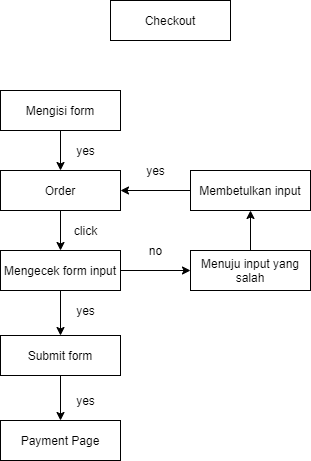 Checkout
Mengisi form
yes
Order
yes
Membetulkan input
click
Mengecek form input
no
Menuju input yang
salah
yes
Submit form
yes
Payment Page